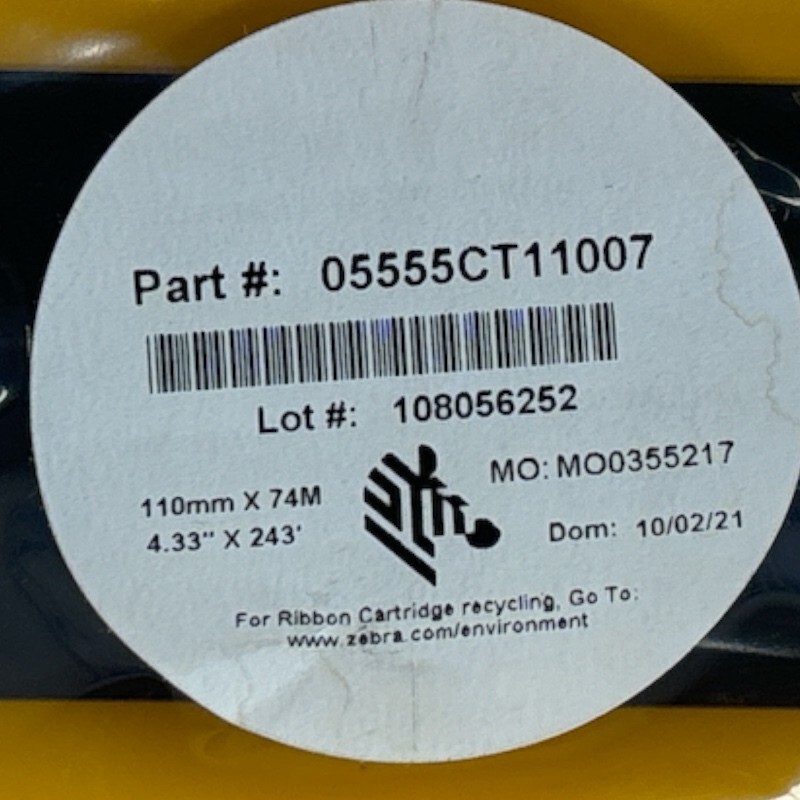 Part #: 05555CT11007
Lot #: 108056252
MO: MO0355217
110mm X 74M
4.33" X 243'
Dom: 10/02/21
For Ribbon Cartridge recycling, Go To:
www.zebra.com/environment